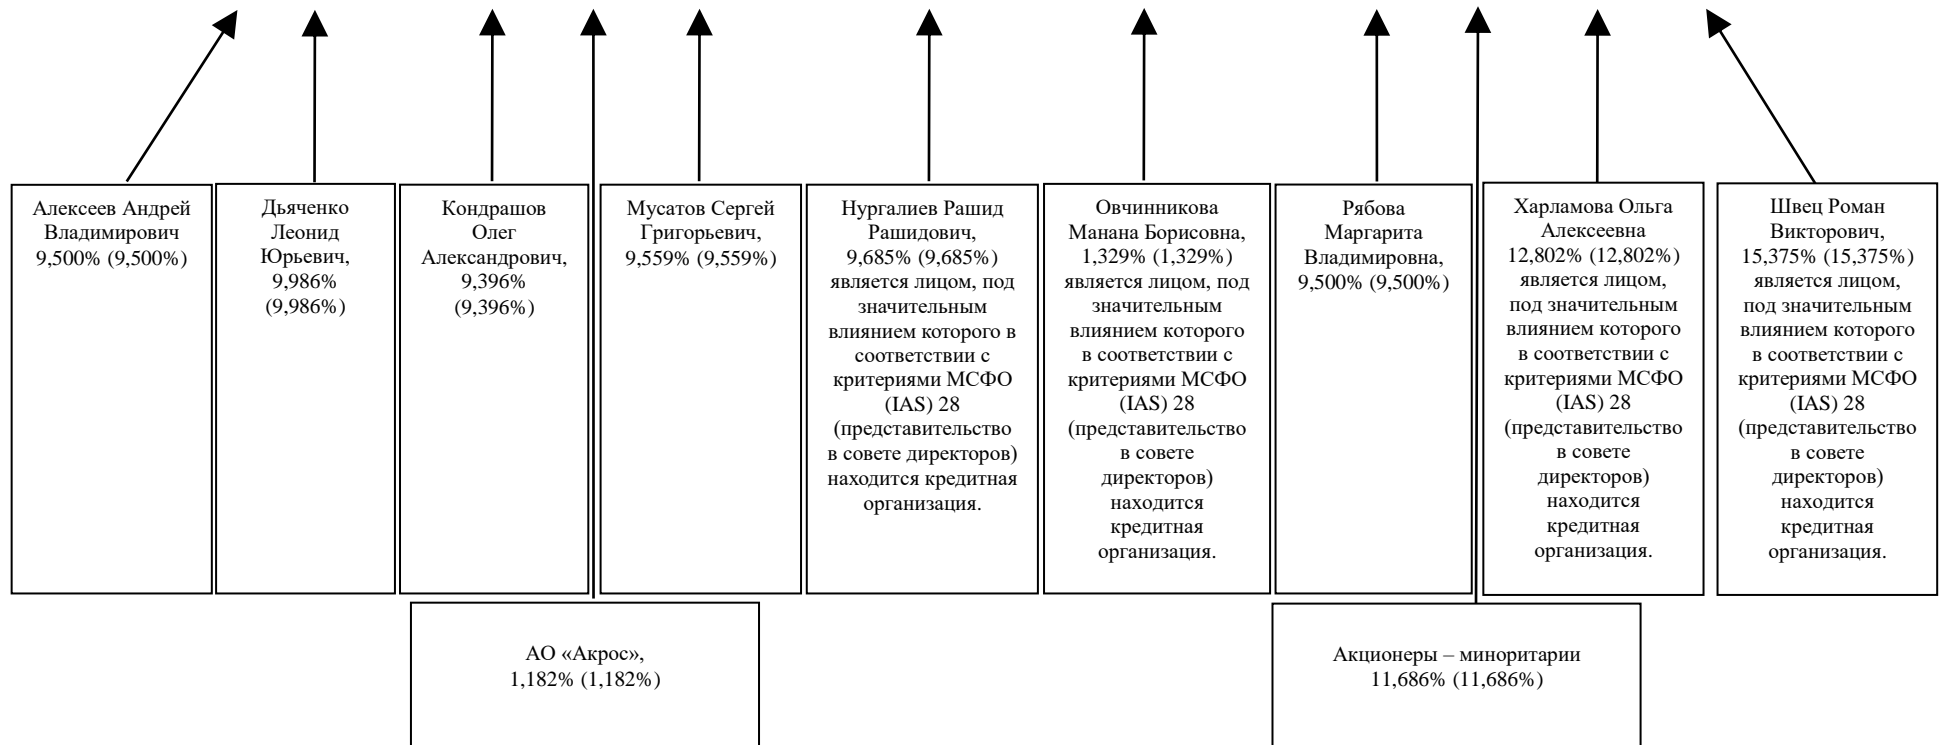 Алексеев Андрей
Владимирович
9,500% (9,500%)
Дьяченко
Леонид
Юрьевич,
9,986%
(9,986%)
Кондрашов
Олег
Александрович,
9,396%
(9,396%)
Мусатов Сергей
Григорьевич,
9,559% (9,559%)
Нургалиев Рашид
Рашидович,
9,685% (9,685%)
является лицом, под
значительным
влиянием которого в
соответствии с
критериями МСФО
(IAS) 28
(представительство
в совете директоров)
находится кредитная
организация.
Овчинникова
Манана Борисовна,
1,329% (1,329%)
является лицом, под
значительным
влиянием которого
в соответствии с
критериями МСФО
(IAS) 28
(представительство
в совете
директоров)
находится
кредитная
организация.
Рябова
Маргарита
Владимировна,
9,500% (9,500%)
Харламова Ольга
Алексеевна
12,802% (12,802%)
является лицом,
под значительным
влиянием которого
в соответствии с
критериями МСФО
(IAS) 28
(представительство
в совете
директоров)
находится
кредитная
организация.
Швец Роман
Викторович,
15,375% (15,375%)
является лицом,
под значительным
влиянием которого
в соответствии с
критериями МСФО
(IAS) 28
(представительство
в совете
директоров)
находится
кредитная
организация.
АО «Акрос»,
1,182% (1,182%)
Акционеры – миноритарии
11,686% (11,686%)